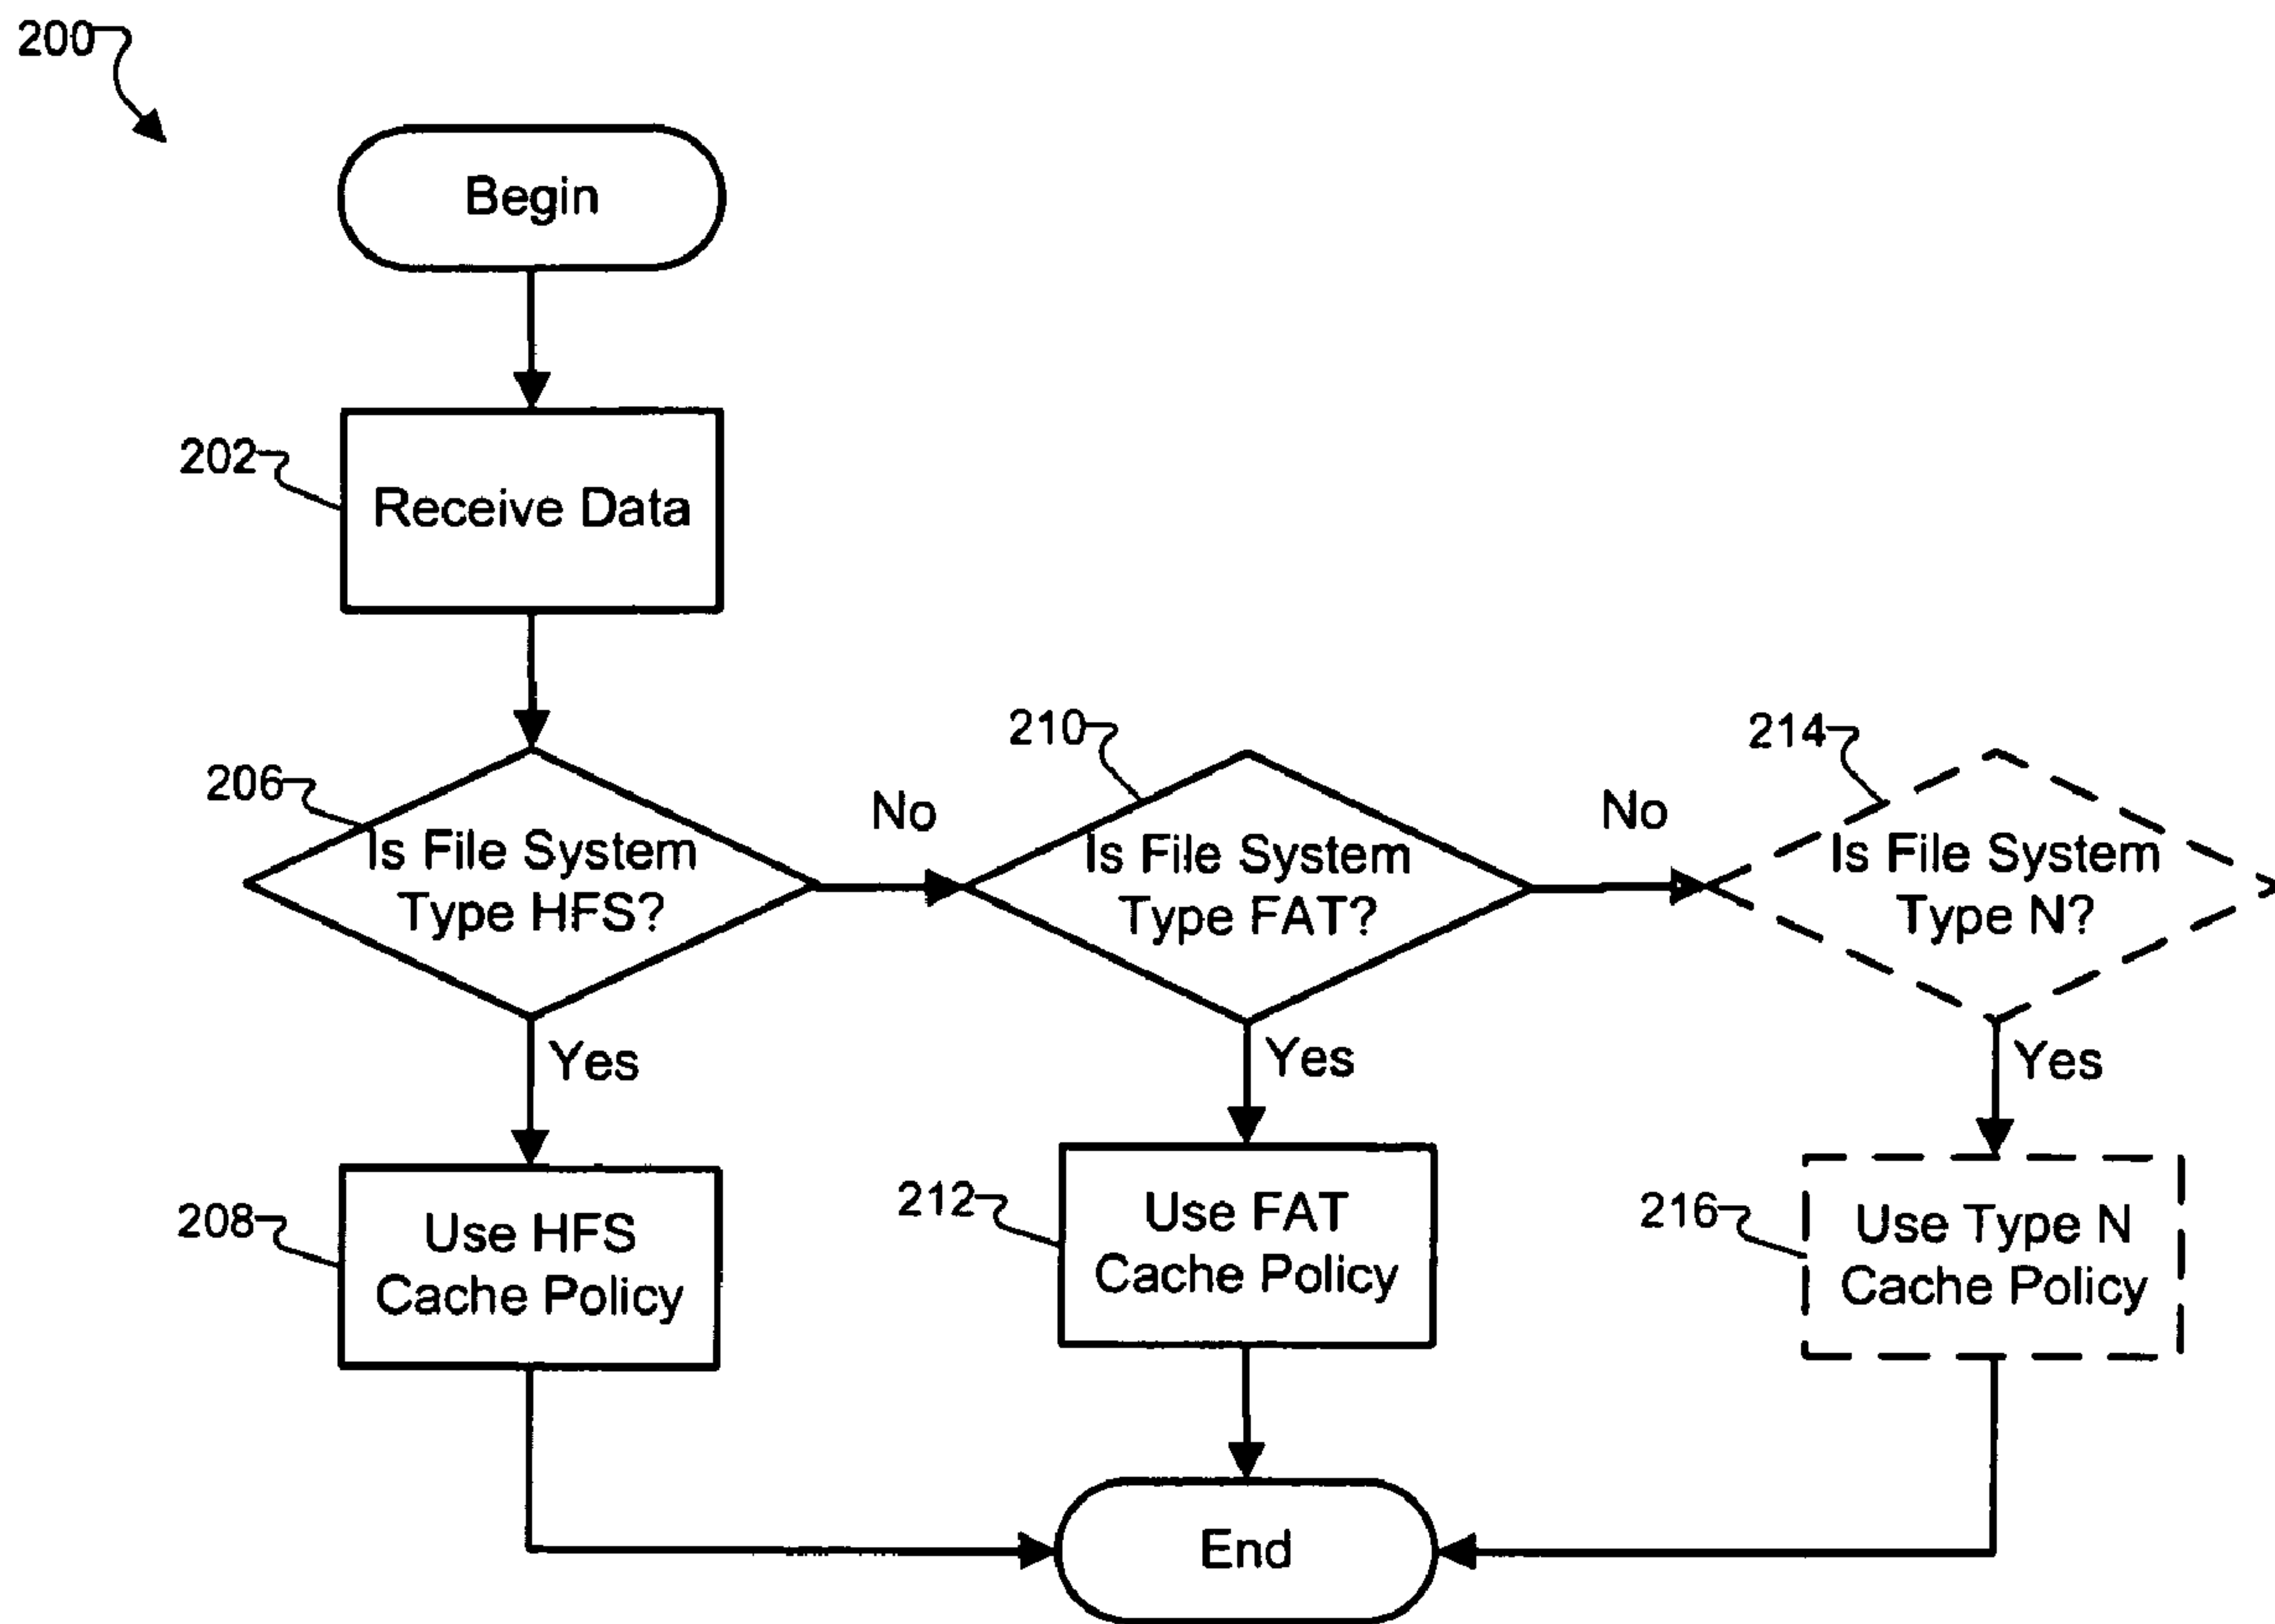 200
Begin
202
Receive Data
206
Is File System
Type HFS?
No
210
Is File System
Type FAT?
No
214
Is File System
Type N?
Yes
Yes
Yes
208
Use HFS
Cache Policy
212
Use FAT
Cache Policy
216
Use Type N
Cache Policy
End